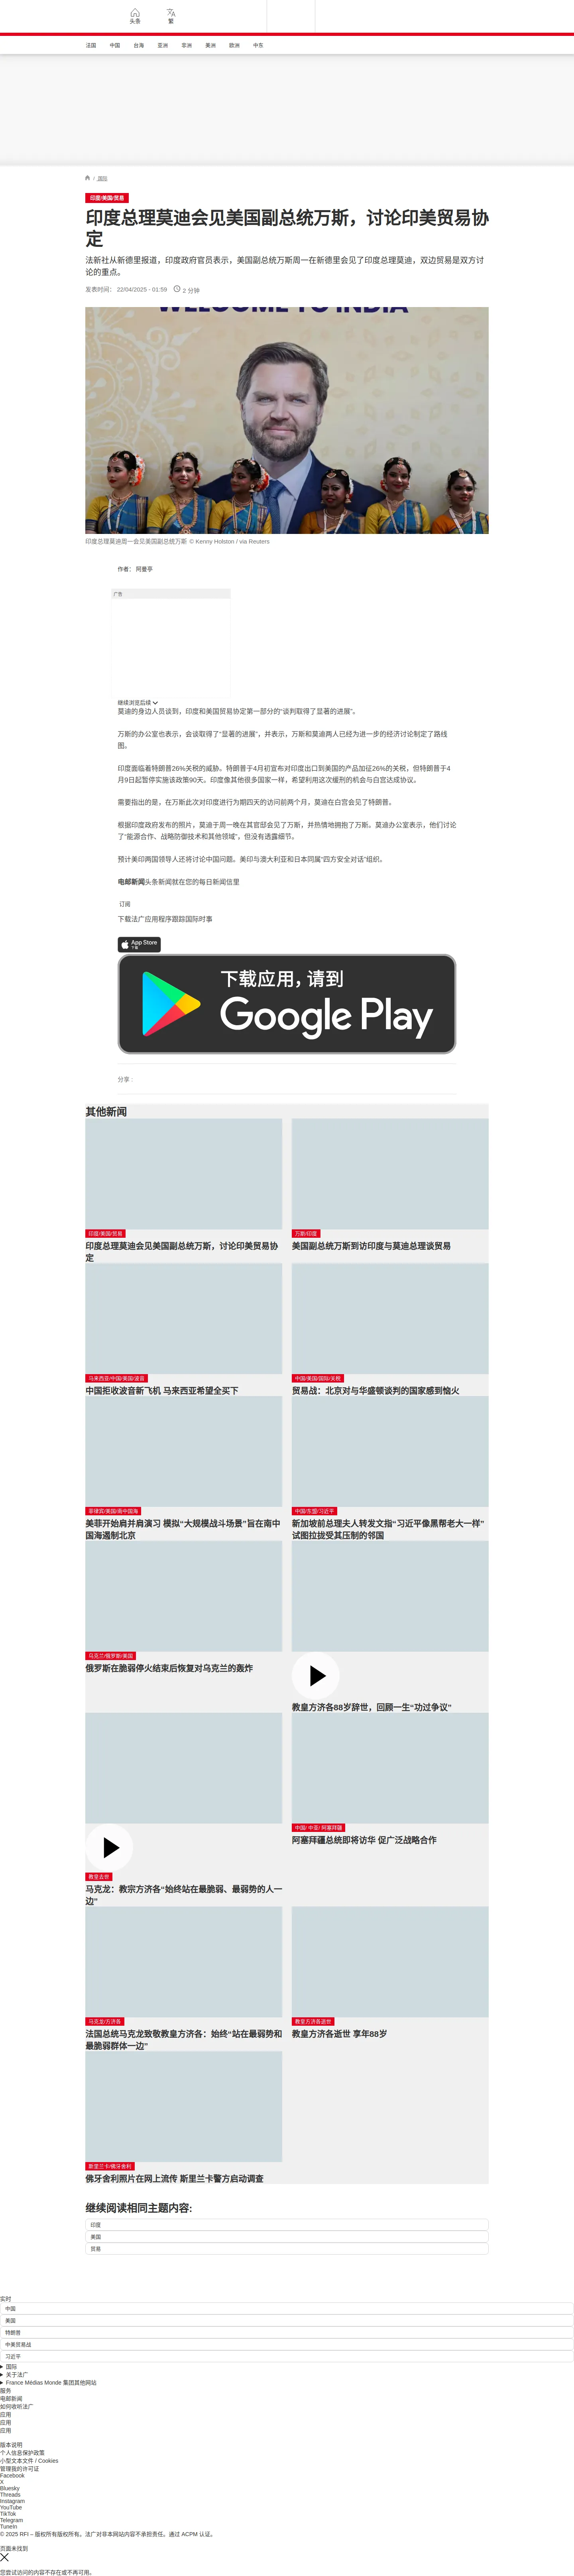 头条
繁
法国
中国
台海
亚洲
非洲
美洲
欧洲
中东
/ 国际
印度/美国/贸易
印度总理莫迪会见美国副总统万斯，讨论印美贸易协
定
法新社从新德里报道，印度政府官员表示，美国副总统万斯周一在新德里会见了印度总理莫迪，双边贸易是双方讨
论的重点。
发表时间： 22/04/2025 - 01:59
2 分钟
WELCOME TO INDIA
印度总理莫迪周一会见美国副总统万斯 © Kenny Holston / via Reuters
作者： 阿曼亭
广告
继续浏览后续
莫迪的身边人员谈到，印度和美国贸易协定第一部分的“谈判取得了显著的进展”。
万斯的办公室也表示，会谈取得了“显著的进展”，并表示，万斯和莫迪两人已经为进一步的经济讨论制定了路线
图。
印度面临着特朗普26%关税的威胁。特朗普于4月初宣布对印度出口到美国的产品加征26%的关税，但特朗普于4
月9日起暂停实施该政策90天。印度像其他很多国家一样，希望利用这次缓刑的机会与白宫达成协议。
需要指出的是，在万斯此次对印度进行为期四天的访问前两个月，莫迪在白宫会见了特朗普。
根据印度政府发布的照片，莫迪于周一晚在其官邸会见了万斯，并热情地拥抱了万斯。莫迪办公室表示，他们讨论
了“能源合作、战略防御技术和其他领域”，但没有透露细节。
预计美印两国领导人还将讨论中国问题。美印与澳大利亚和日本同属“四方安全对话”组织。
电邮新闻头条新闻就在您的每日新闻信里
订阅
下载法广应用程序跟踪国际时事
App Store
下载
下载应用，请到
Google Play
分享 :
其他新闻
印度/美国/贸易
印度总理莫迪会见美国副总统万斯，讨论印美贸易协
定
万斯/印度
美国副总统万斯到访印度与莫迪总理谈贸易
马来西亚/中国/美国/波音
中国拒收波音新飞机 马来西亚希望全买下
中国/美国/国际/关税
贸易战：北京对与华盛顿谈判的国家感到恼火
菲律宾/美国/南中国海
美菲开始肩并肩演习 模拟“大规模战斗场景”旨在南中
国海遏制北京
中国/东盟/习近平
新加坡前总理夫人转发文指“习近平像黑帮老大一样”
试图拉拢受其压制的邻国
乌克兰/俄罗斯/美国
俄罗斯在脆弱停火结束后恢复对乌克兰的轰炸
教皇方济各88岁辞世，回顾一生“功过争议”
教皇去世
马克龙：教宗方济各“始终站在最脆弱、最弱势的人一
边”
中国/ 中亚/ 阿塞拜疆
阿塞拜疆总统即将访华 促广泛战略合作
马克龙/方济各
法国总统马克龙致敬教皇方济各：始终“站在最弱势和
最脆弱群体一边”
教皇方济各逝世
教皇方济各逝世 享年88岁
斯里兰卡/佛牙舍利
佛牙舍利照片在网上流传 斯里兰卡警方启动调查
继续阅读相同主题内容:
印度
美国
贸易
实时
中国
美国
特朗普
中美贸易战
习近平
国际
关于法广
France Médias Monde 集团其他网站
服务
电邮新闻
如何收听法广
应用
应用
应用
版本说明
个人信息保护政策
小型文本文件 / Cookies
管理我的许可证
Facebook
X
Bluesky
Threads
Instagram
YouTube
TikTok
Telegram
TuneIn
© 2025 RFI – 版权所有版权所有。法广对非本网站内容不承担责任。通过 ACPM 认证。
页面未找到
您尝试访问的内容不存在或不再可用。